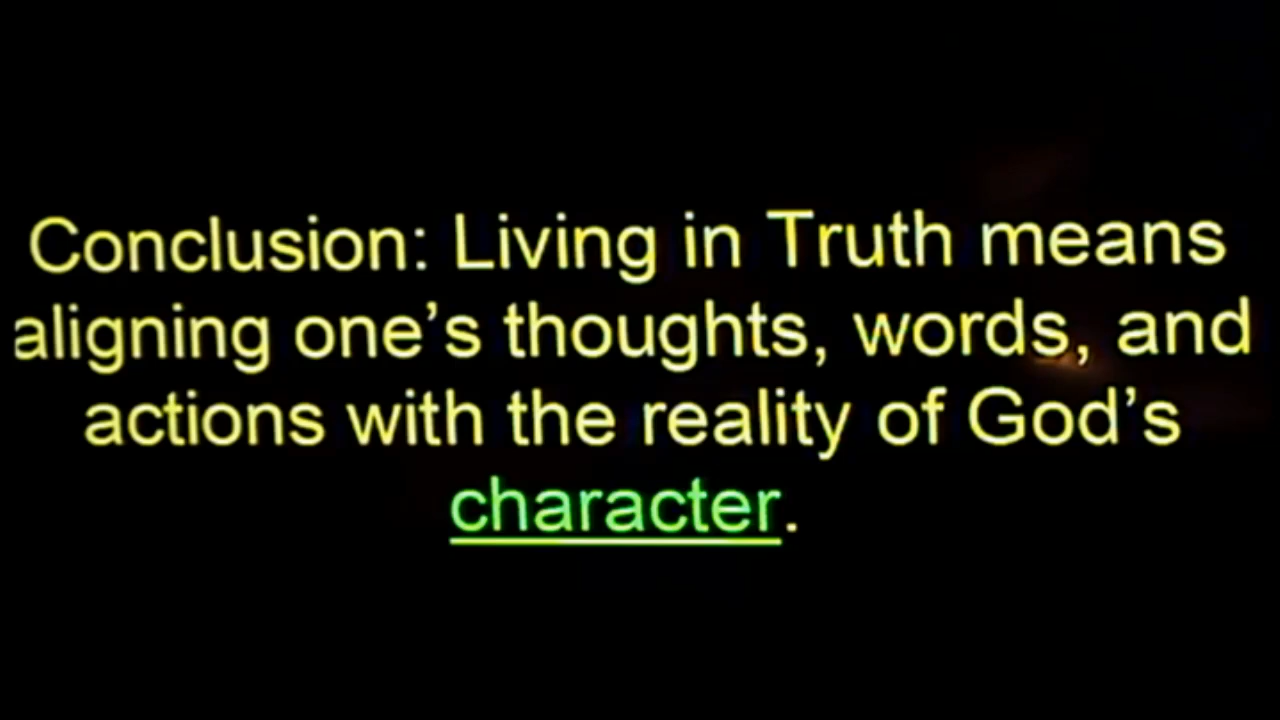 Conclusion: Living in Truth means
aligning one’s thoughts, words, and
actions with the reality of God’s
character.